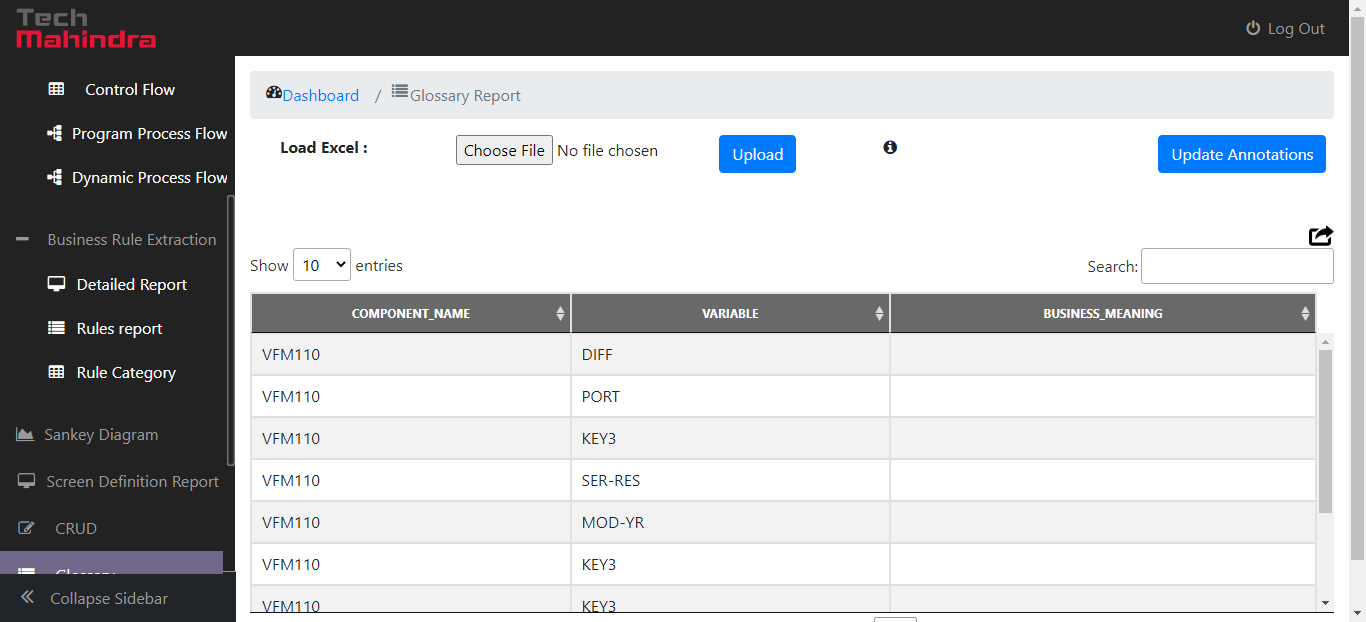 Tech
Mahindra
Log Out
Control Flow
Program Process Flow
Dynamic Process Flow
Business Rule Extraction
Detailed Report
Rules report
Rule Category
Sankey Diagram
Screen Definition Report
CRUD
Glossary
Collapse Sidebar
Dashboard / Glossary Report
Load Excel : Choose File No file chosen Upload Update Annotations
Show 10 entries Search:
COMPONENT_NAME VARIABLE BUSINESS_MEANING
VFM110 DIFF
VFM110 PORT
VFM110 KEY3
VFM110 SER-RES
VFM110 MOD-YR
VFM110 KEY3
VFM110 KEY3